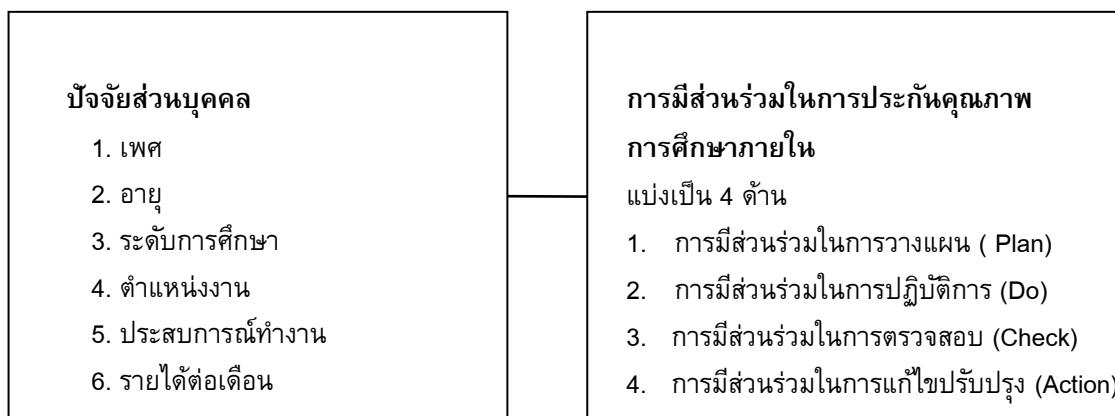 ปัจจัยส่วนบุคคล
1. เพศ
2. อายุ
3. ระดับการศึกษา
4. ตำแหน่งงาน
5. ประสบการณ์ทำงาน
6. รายได้ต่อเดือน
การมีส่วนร่วมในการประกันคุณภาพ
การศึกษาภายใน
แบ่งเป็น 4 ด้าน
1. การมีส่วนร่วมในการวางแผน ( Plan)
2. การมีส่วนร่วมในการปฏิบัติการ (Do)
3. การมีส่วนร่วมในการตรวจสอบ (Check)
4. การมีส่วนร่วมในการแก้ไขปรับปรุง (Action)